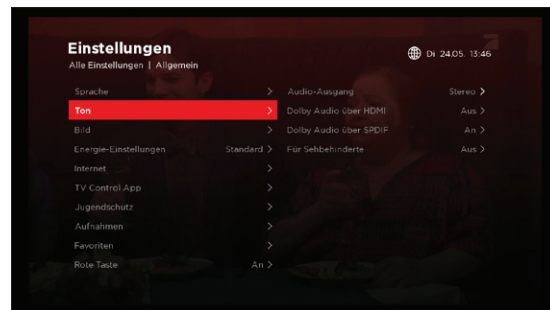 Einstellungen
Di 24.05. 13:46
Alle Einstellungen | Allgemein
Sprache
Ton
Bild
Energie-Einstellungen Standard
Internet
TV Control App
Jugendschutz
Aufnahmen
Favoriten
Rote Taste An
Audio-Ausgang Stereo
Dolby Audio über HDMI Aus
Dolby Audio über SPDIF An
Für Sehbehinderte Aus